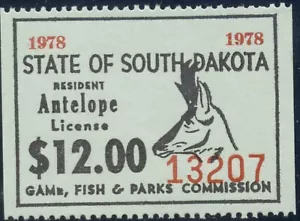 1978 1978
STATE OF SOUTH DAKOTA
RESIDENT
Antelope
License
$12.00
13207
GAME, FISH & PARKS COMMISSION